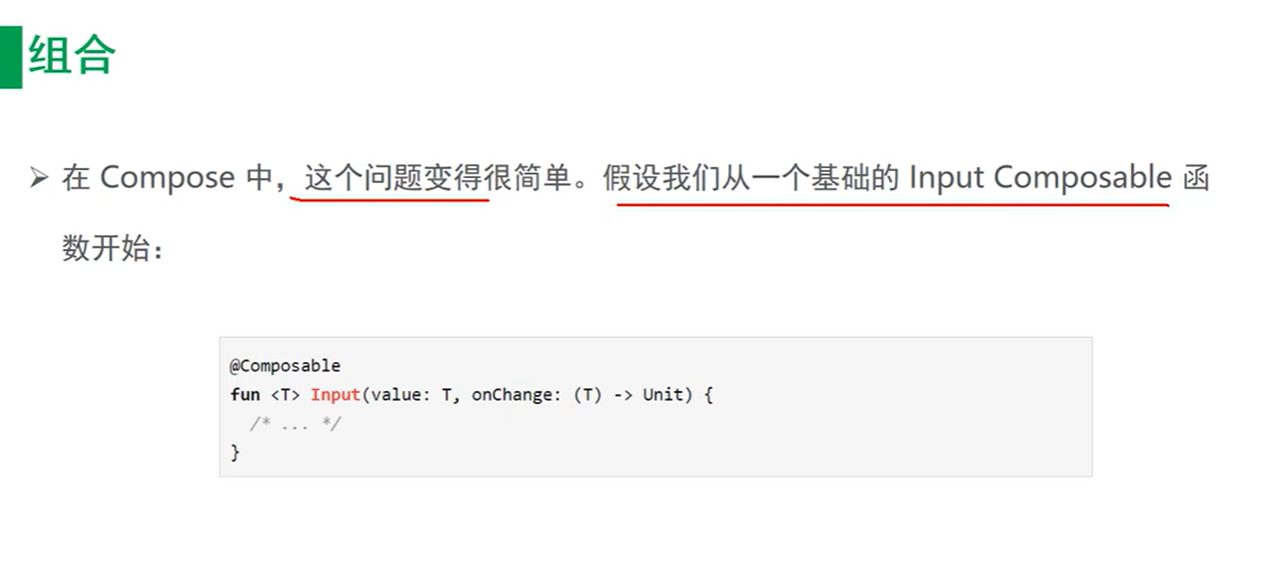 组合
➢ 在 Compose 中，这个问题变得很简单。假设我们从一个基础的 Input Composable 函
数开始：
@Composable
fun <T> Input(value: T, onChange: (T) -> Unit) {
  /* ... */
}